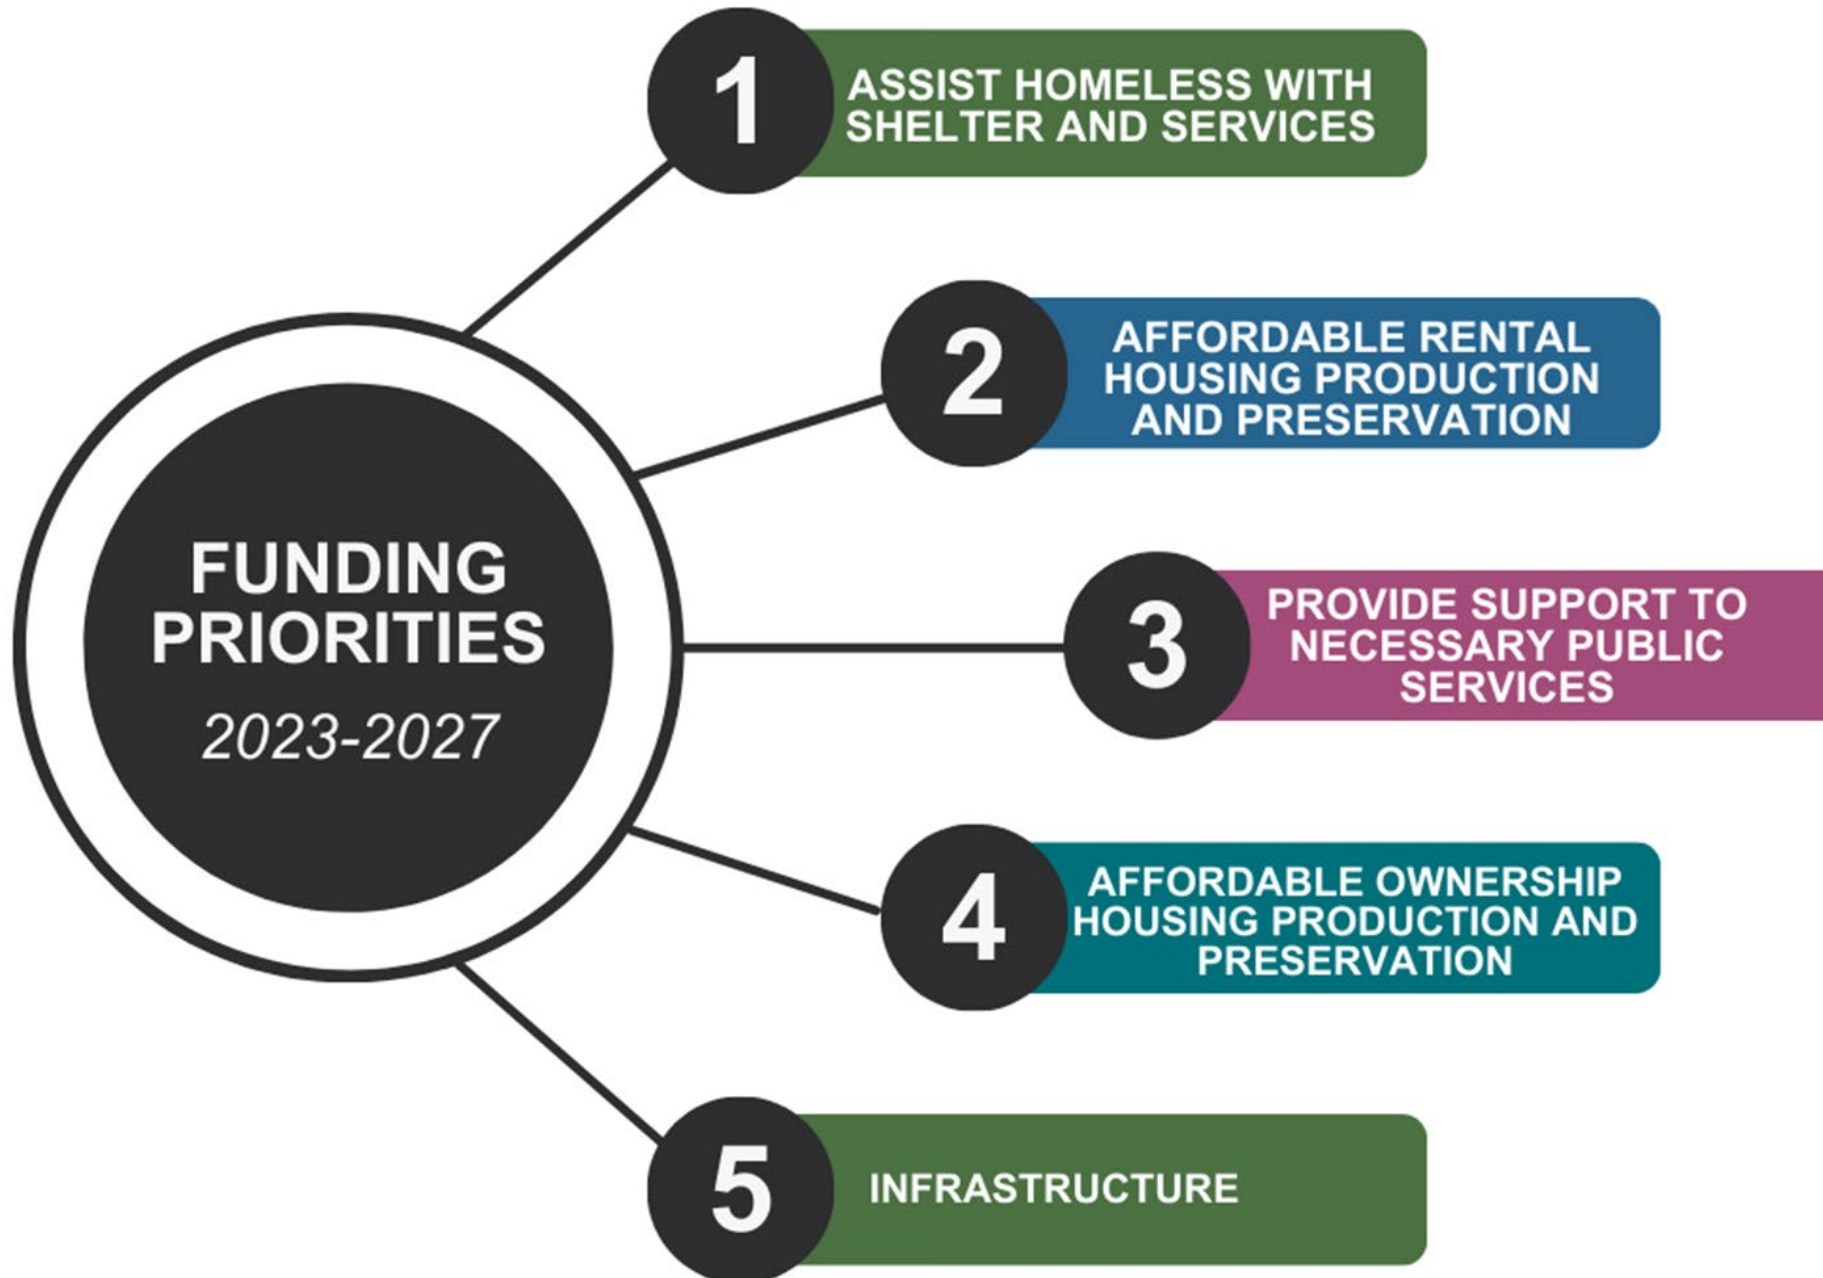 FUNDING
PRIORITIES
2023-2027
1
ASSIST HOMELESS WITH
SHELTER AND SERVICES
2
AFFORDABLE RENTAL
HOUSING PRODUCTION
AND PRESERVATION
3
PROVIDE SUPPORT TO
NECESSARY PUBLIC
SERVICES
4
AFFORDABLE OWNERSHIP
HOUSING PRODUCTION AND
PRESERVATION
5
INFRASTRUCTURE